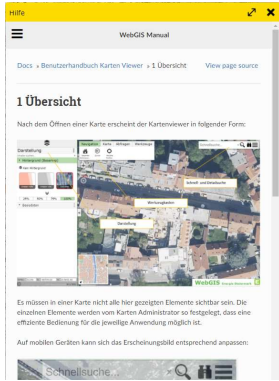 Hilfe
WebGIS Manual
Docs » Benutzerhandbuch Karten Viewer » 1 Übersicht View page source
1 Übersicht
Nach dem Öffnen einer Karte erscheint der Kartenviewer in folgender Form:
Navigation Karte Abfragen Werkzeuge
Schnellsuche...
Darstellung
Schnell- und Detailsuche
Werkzeugkasten
Darstellung
WebGIS
Es müssen in einer Karte nicht alle hier gezeigten Elemente sichtbar sein. Die
einzelnen Elemente werden vom Karten Administrator so festgelegt, dass eine
effiziente Bedienung für die jeweilige Anwendung möglich ist.
Auf mobilen Geräten kann sich das Erscheinungsbild entsprechend anpassen:
Schnellsuche...